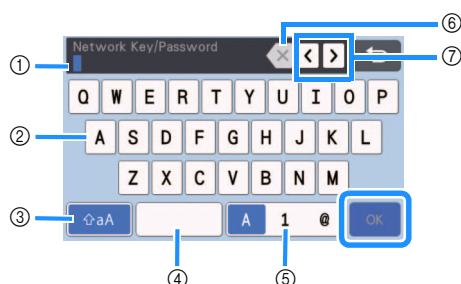 ⑥
Network Key/Password
< >
⑦
①
Q W E R T Y U I O P
② A S D F G H J K L
Z X C V B N M
③ ⇧aA A 1 @ OK
④ ⑤